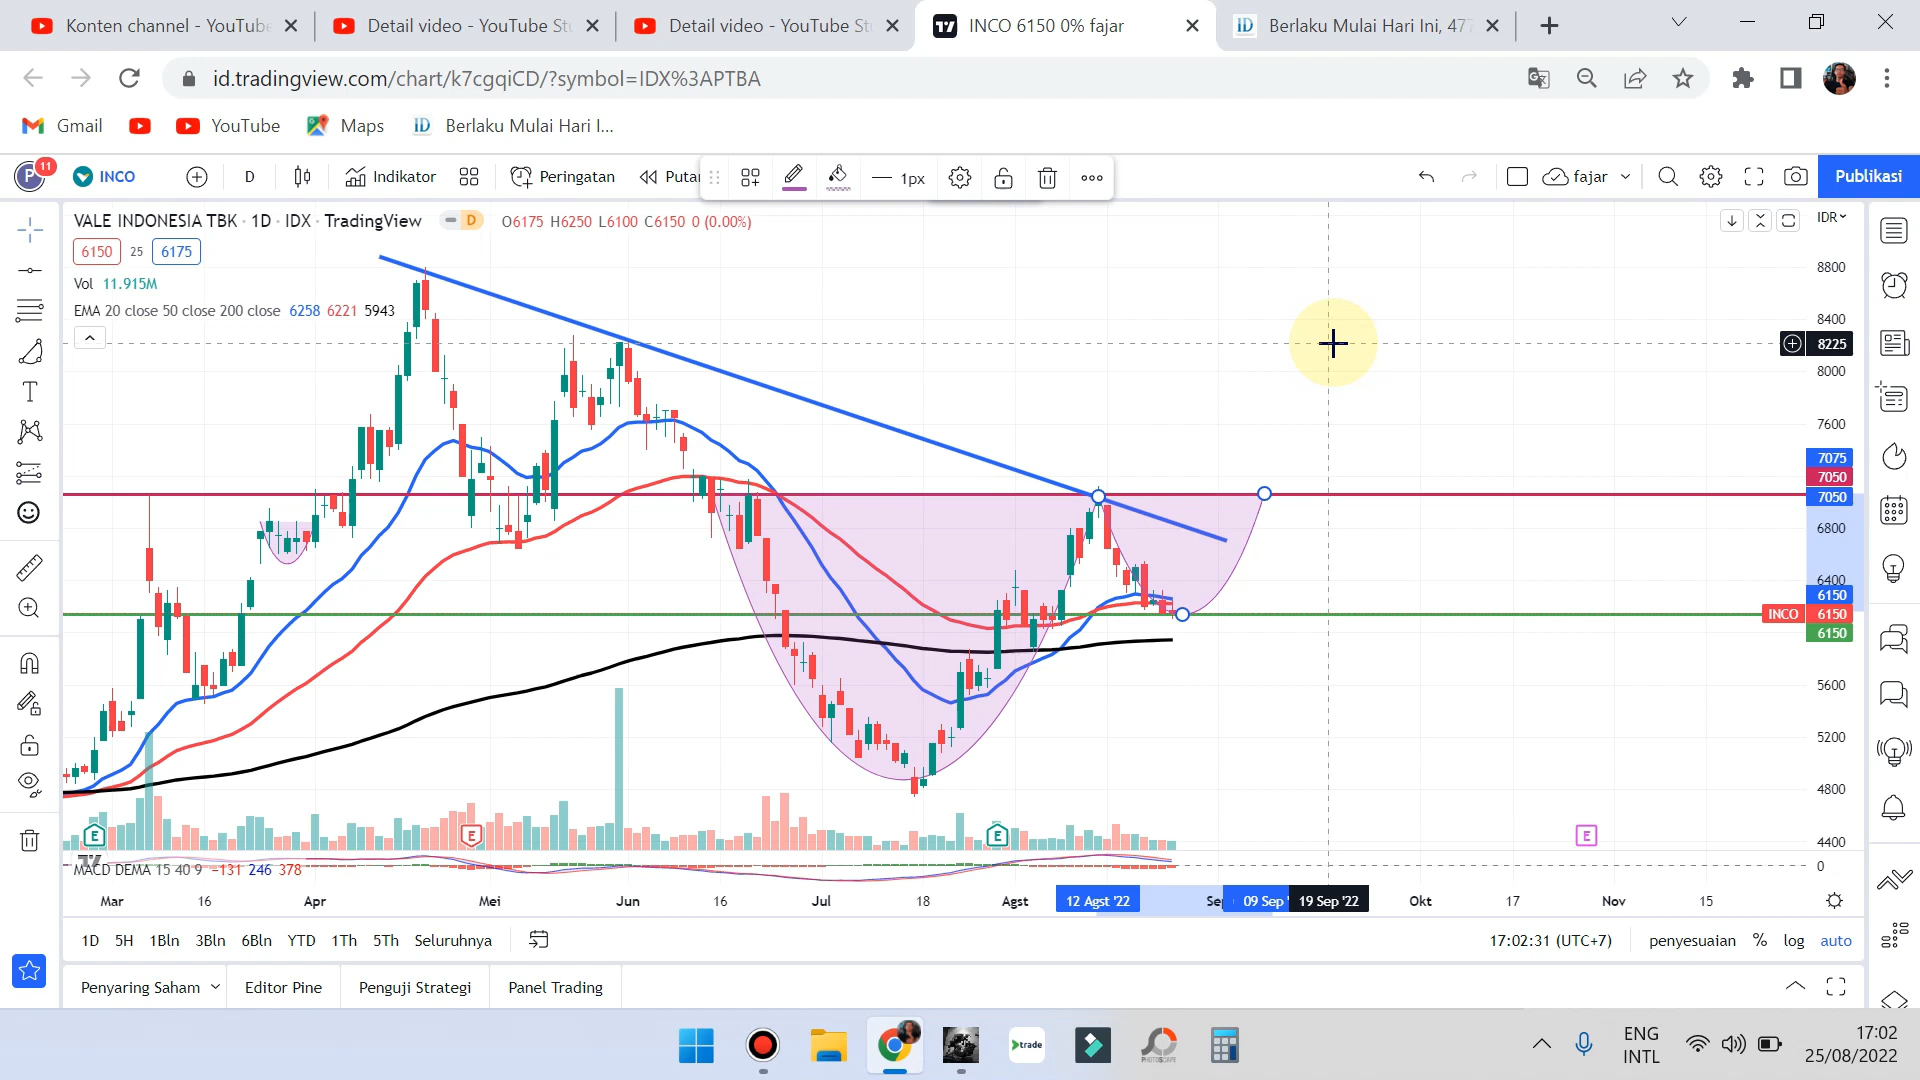 Konten channel - YouTube
Detail video - YouTube St
Detail video - YouTube St
INCO 6150 0% fajar
Berlaku Mulai Hari Ini, 477
id.tradingview.com/chart/k7cgqiCD/?symbol=IDX%3APTBA
Gmail YouTube Maps Berlaku Mulai Hari I...
P 11 INCO D Indikator Peringatan Putar 1px fajar Publikasi
VALE INDONESIA TBK · 1D · IDX · TradingView D O6175 H6250 L6100 C6150 0 (0.00%) IDR
6150 25 6175
Vol 11.915M
EMA 20 close 50 close 200 close 6258 6221 5943
8800
8400
8225
8000
7600
7075
7050
7050
6800
6400
6150
INCO 6150
6150
5600
5200
4800
4400
E E E E
MACD DEMA 15 40 9 −131 246 378 0
Mar 16 Apr Mei Jun 16 Jul 18 Agst 12 Agst '22 Sep 09 Sep ' 19 Sep '22 Okt 17 Nov 15
1D 5H 1Bln 3Bln 6Bln YTD 1Th 5Th Seluruhnya 17:02:31 (UTC+7) penyesuaian % log auto
Penyaring Saham Editor Pine Penguji Strategi Panel Trading
trade
PHOTOSCAPE
ENG
INTL
17:02
25/08/2022